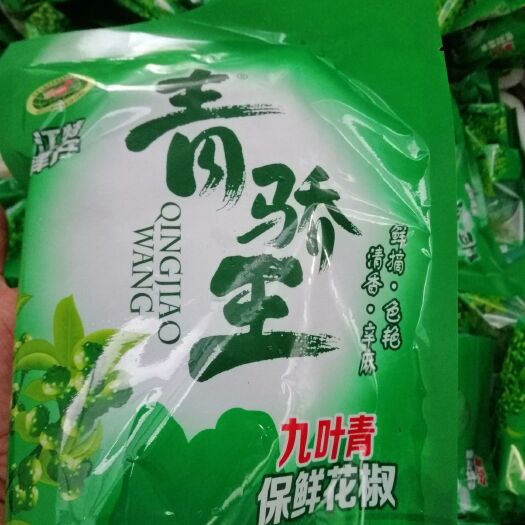 江津
青骄王
®
QINGJIAO
WANG
鲜摘·色艳
清香·辛麻
九叶青
保鲜花椒